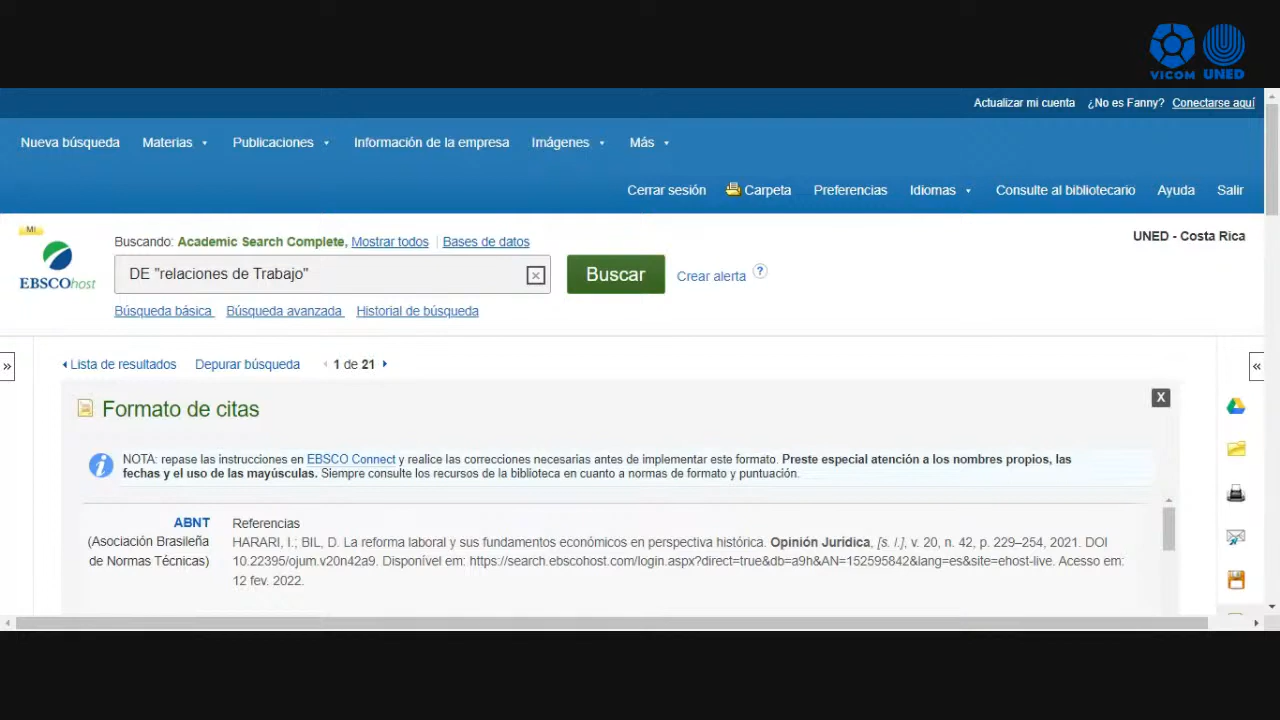 VICOM UNED
Actualizar mi cuenta ¿No es Fanny? Conectarse aquí
Nueva búsqueda Materias Publicaciones Información de la empresa Imágenes Más
Cerrar sesión Carpeta Preferencias Idiomas Consulte al bibliotecario Ayuda Salir
MI
EBSCOhost
Buscando: Academic Search Complete, Mostrar todos | Bases de datos
UNED - Costa Rica
DE "relaciones de Trabajo"
Buscar
Crear alerta ?
Búsqueda básica Búsqueda avanzada Historial de búsqueda
» Lista de resultados Depurar búsqueda 1 de 21 «
Formato de citas X
NOTA: repase las instrucciones en EBSCO Connect y realice las correcciones necesarias antes de implementar este formato. Preste especial atención a los nombres propios, las
fechas y el uso de las mayúsculas. Siempre consulte los recursos de la biblioteca en cuanto a normas de formato y puntuación.
ABNT
(Asociación Brasileña
de Normas Técnicas)
Referencias
HARARI, I.; BIL, D. La reforma laboral y sus fundamentos económicos en perspectiva histórica. Opinión Jurídica, [s. l.], v. 20, n. 42, p. 229–254, 2021. DOI
10.22395/ojum.v20n42a9. Disponível em: https://search.ebscohost.com/login.aspx?direct=true&db=a9h&AN=152595842&lang=es&site=ehost-live. Acesso em:
12 fev. 2022.